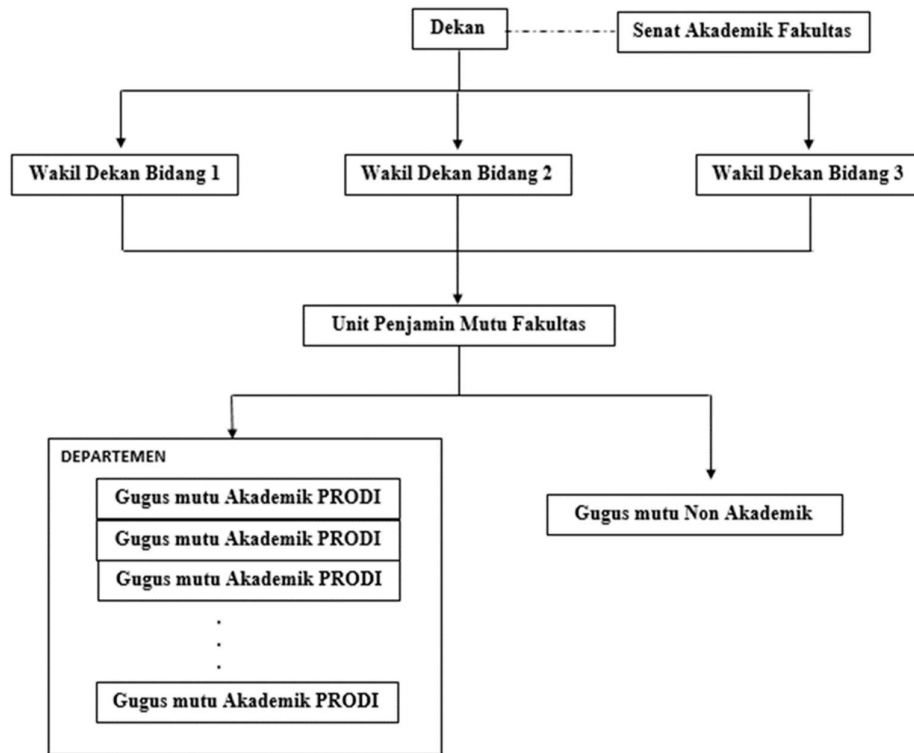 Dekan
Senat Akademik Fakultas
Wakil Dekan Bidang 1
Wakil Dekan Bidang 2
Wakil Dekan Bidang 3
Unit Penjamin Mutu Fakultas
DEPARTEMEN
Gugus mutu Akademik PRODI
Gugus mutu Akademik PRODI
Gugus mutu Akademik PRODI
.
.
.
Gugus mutu Akademik PRODI
Gugus mutu Non Akademik